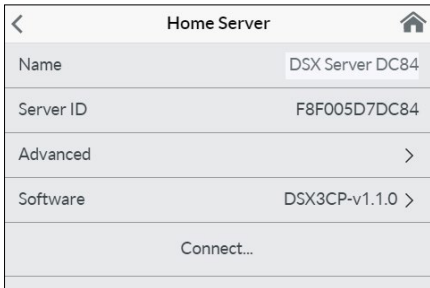 Home Server
Name DSX Server DC84
Server ID F8F005D7DC84
Advanced
Software DSX3CP-v1.1.0
Connect...